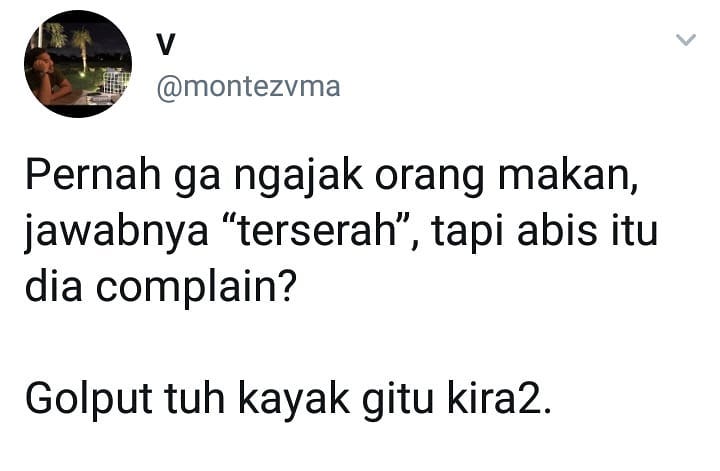 V
@montezvma
Pernah ga ngajak orang makan,
jawabnya “terserah”, tapi abis itu
dia complain?
Golput tuh kayak gitu kira2.